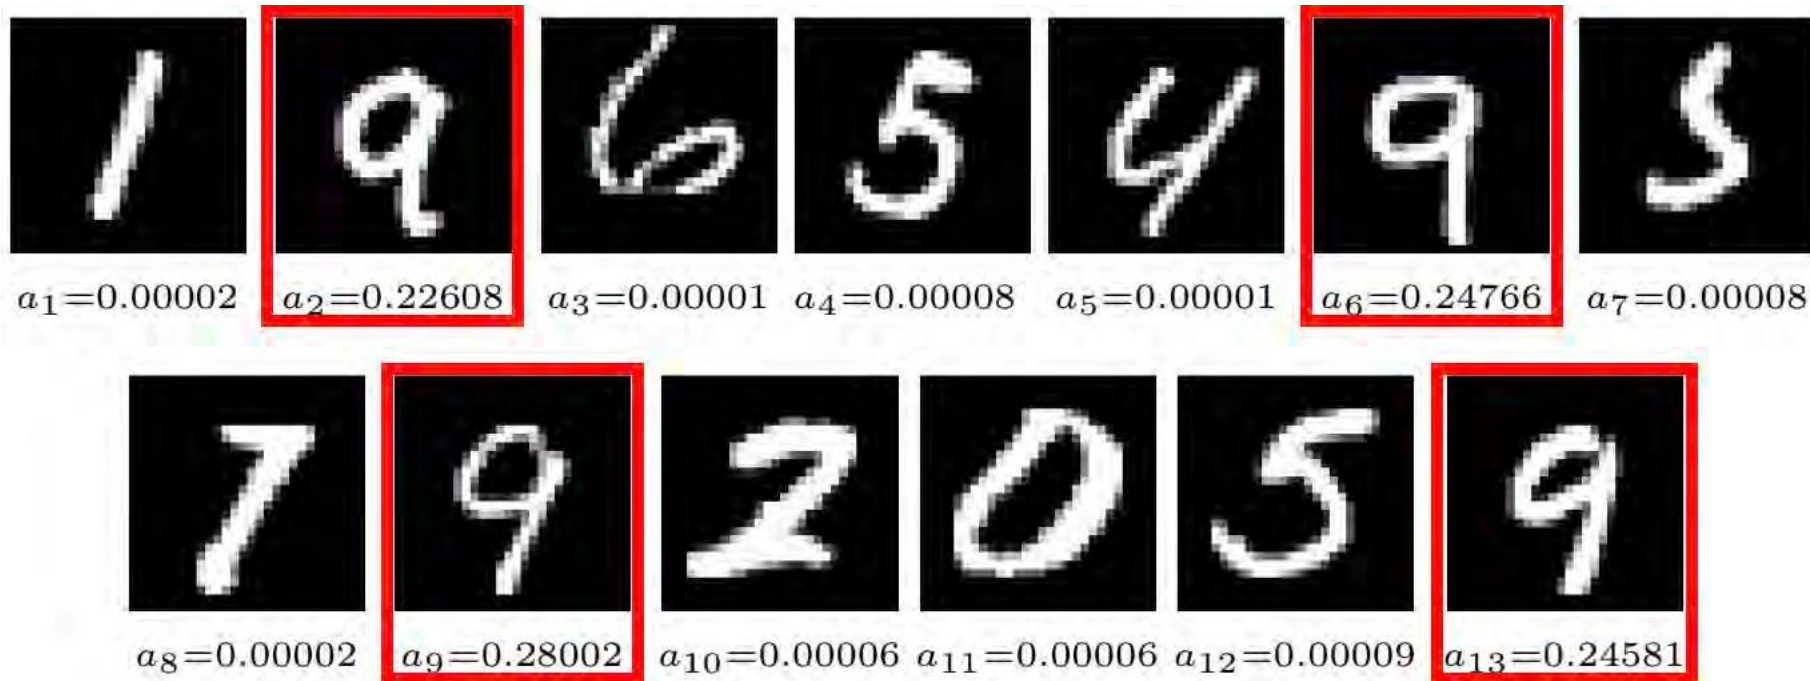 1 9 6 5 4 9 5
a1=0.00002 a2=0.22608 a3=0.00001 a4=0.00008 a5=0.00001 a6=0.24766 a7=0.00008
7 9 2 0 5 9
a8=0.00002 a9=0.28002 a10=0.00006 a11=0.00006 a12=0.00009 a13=0.24581